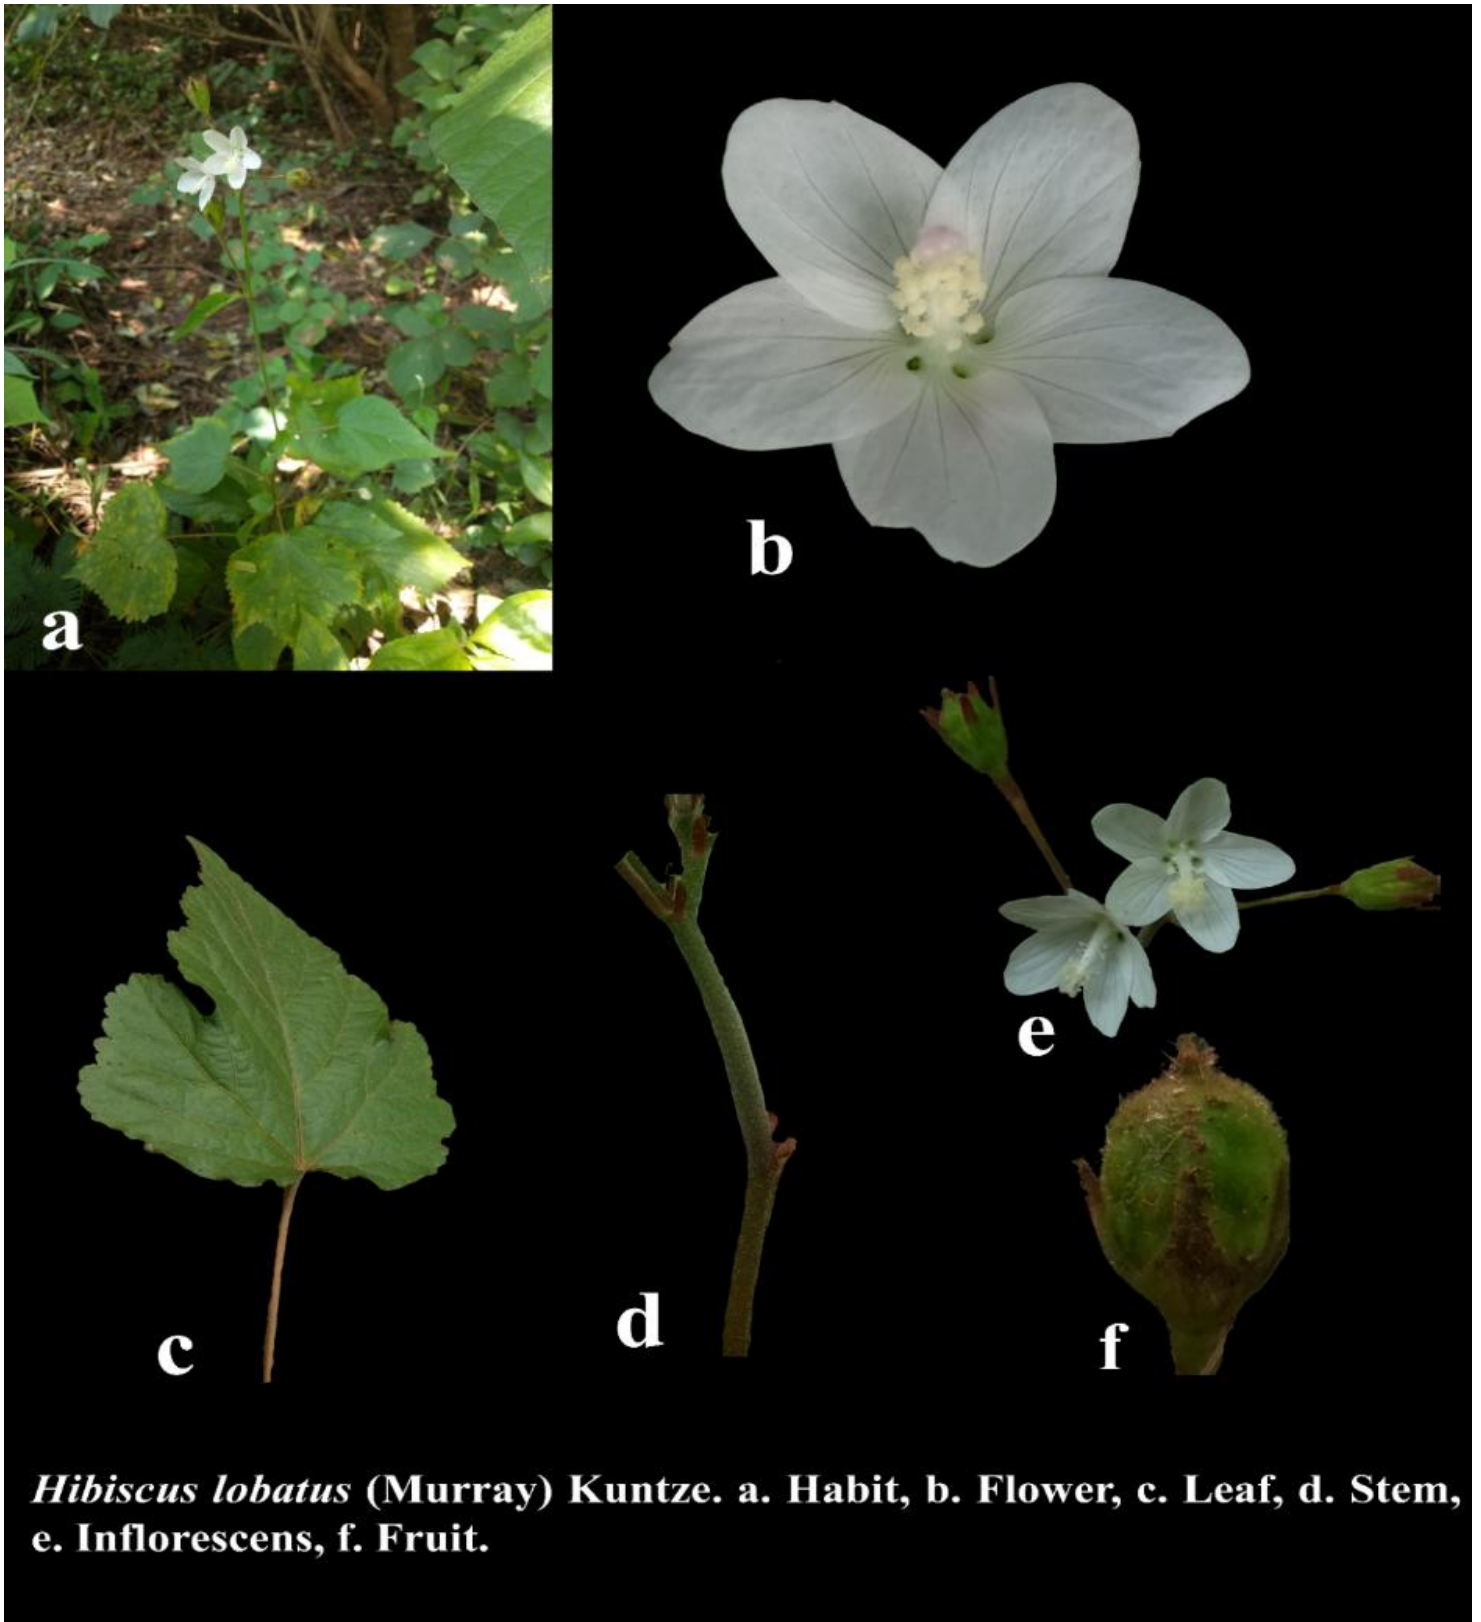 a
b
c
d
e
f
Hibiscus lobatus (Murray) Kuntze. a. Habit, b. Flower, c. Leaf, d. Stem,
e. Inflorescens, f. Fruit.